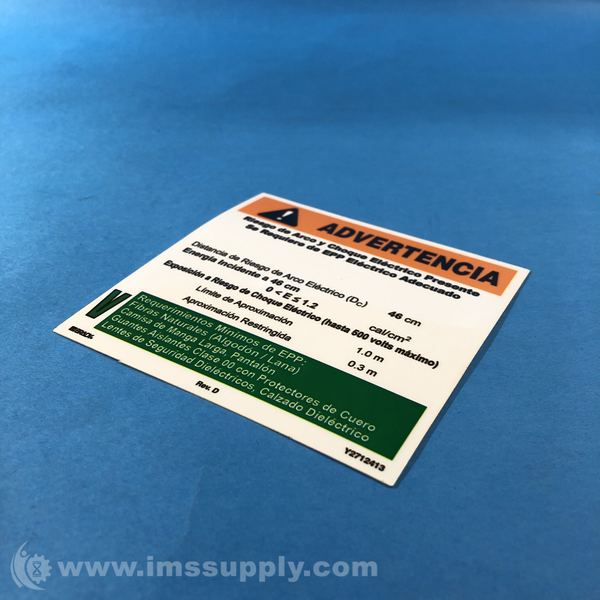 ADVERTENCIA
Riesgo de Arco y Choque Eléctrico Presente
Se Requiere de EPP Eléctrico Adecuado
Distancia de Riesgo de Arco Eléctrico (Dc) 46 cm
Energía Incidente a 46 cm
0 < E ≤ 1.2 cal/cm²
Exposición a Riesgo de Choque Eléctrico (hasta 600 volts máximo)
Límite de Aproximación 1.0 m
Aproximación Restringida 0.3 m
V
Requerimientos Mínimos de EPP:
Fibras Naturales (Algodón / Lana)
Camisa de Manga Larga, Pantalón
Guantes Aislantes Clase 00 con Protectores de Cuero
Lentes de Seguridad Dieléctricos, Calzado Dieléctrico
Rev. D
Y2712413
www.imssupply.com